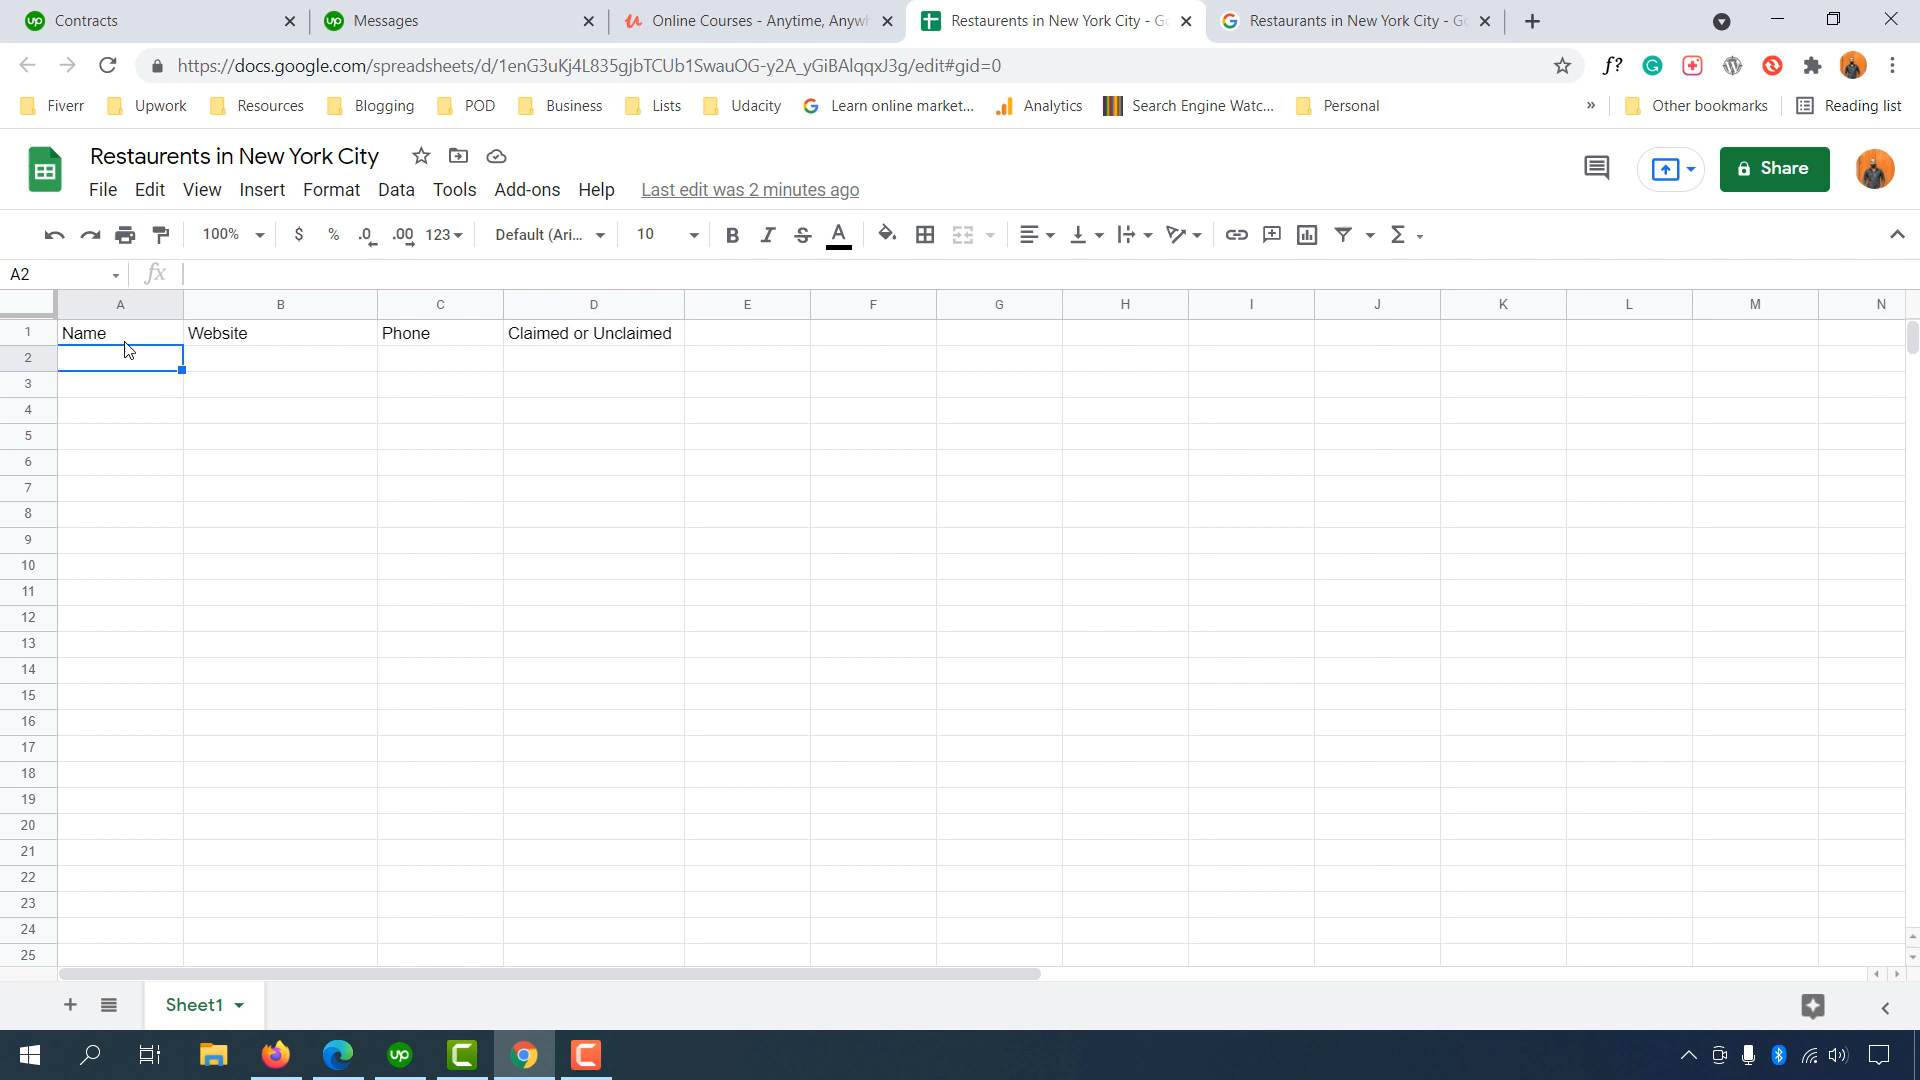 Contracts
Messages
Online Courses - Anytime, Anywh
Restaurents in New York City - Go
Restaurants in New York City - Go
https://docs.google.com/spreadsheets/d/1enG3uKj4L835gjbTCUb1SwauOG-y2A_yGiBAlqqxJ3g/edit#gid=0
Fiverr
Upwork
Resources
Blogging
POD
Business
Lists
Udacity
Learn online market...
Analytics
Search Engine Watc...
Personal
»
Other bookmarks
Reading list
Restaurents in New York City
Share
File Edit View Insert Format Data Tools Add-ons Help Last edit was 2 minutes ago
100% $ % .0 .00 123 Default (Ari... 10 B I S A
A2 fx
A B C D E F G H I J K L M N
1 Name Website Phone Claimed or Unclaimed
2
3
4
5
6
7
8
9
10
11
12
13
14
15
16
17
18
19
20
21
22
23
24
25
Sheet1